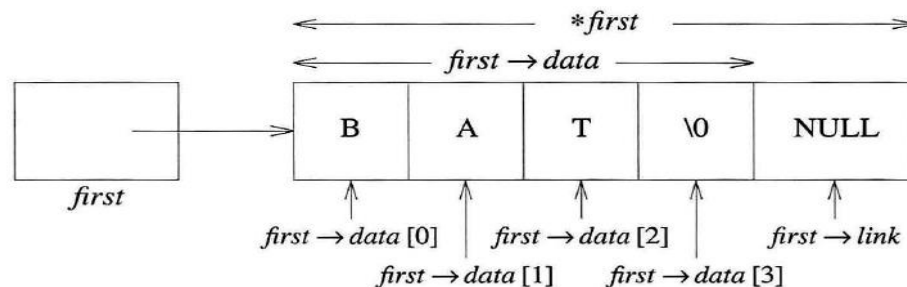 *first
first → data
B A T \0 NULL
first
first → data [0] first → data [2] first → link
first → data [1] first → data [3]